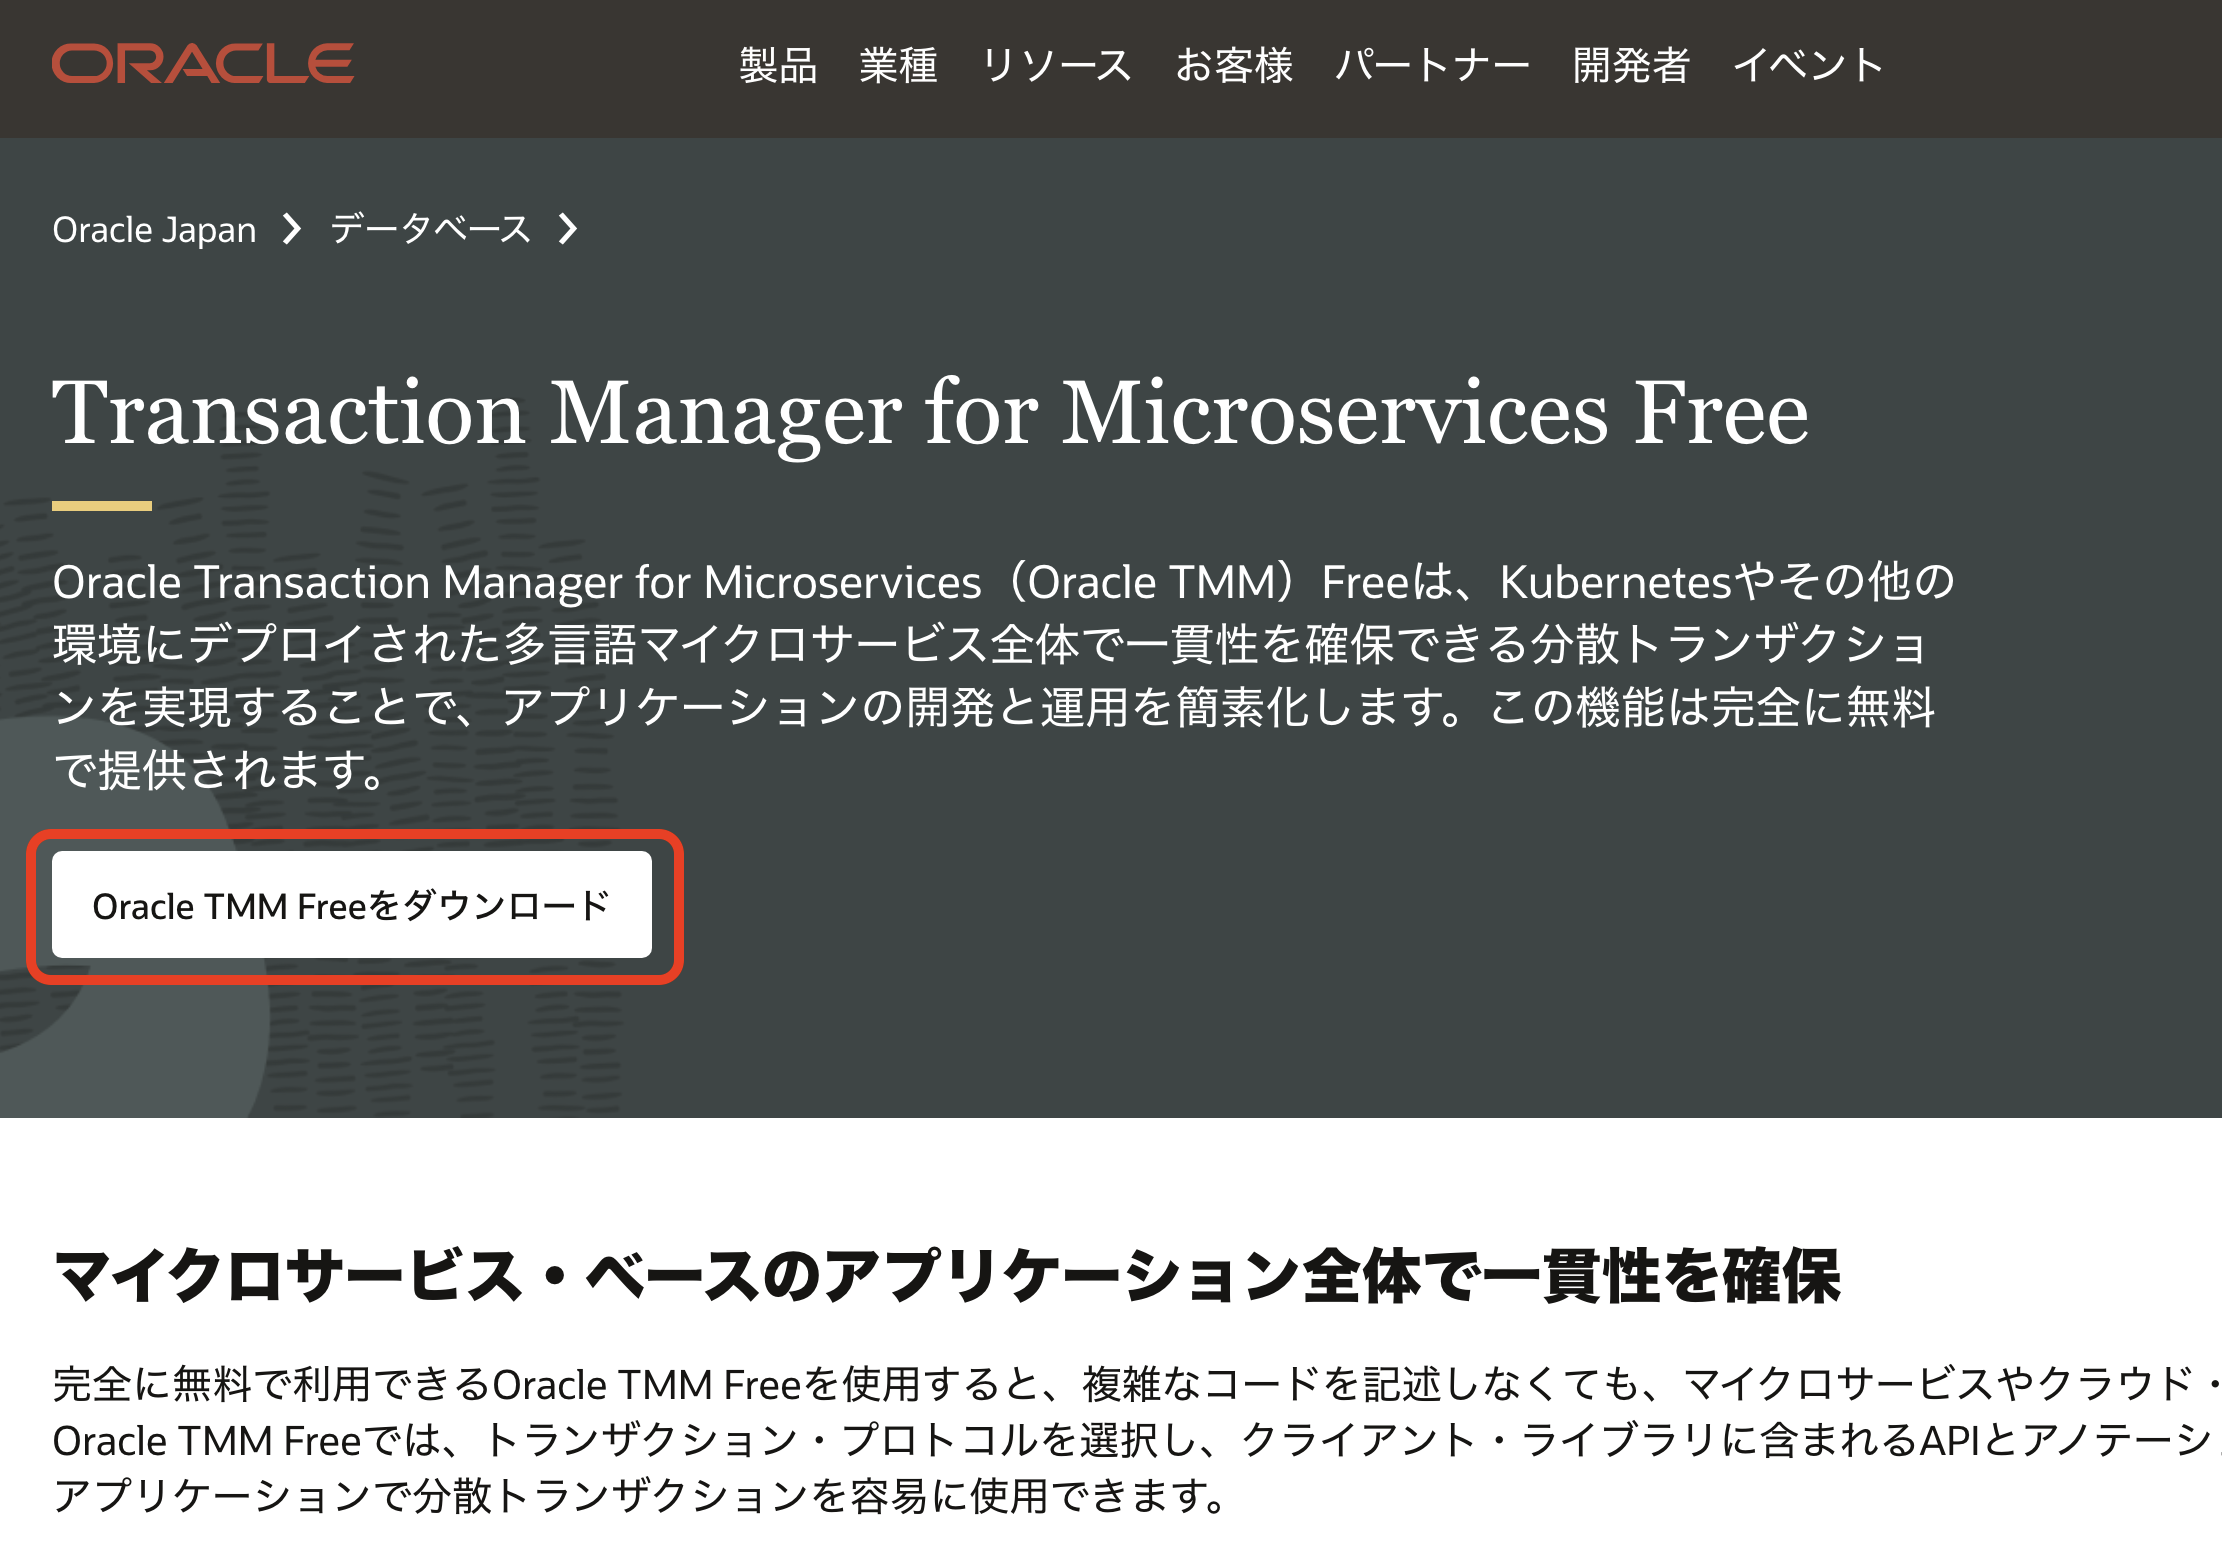 ORACLE
製品 業種 リソース お客様 パートナー 開発者 イベント
Oracle Japan データベース
Transaction Manager for Microservices Free
Oracle Transaction Manager for Microservices（Oracle TMM）Freeは、Kubernetesやその他の
環境にデプロイされた多言語マイクロサービス全体で一貫性を確保できる分散トランザクショ
ンを実現することで、アプリケーションの開発と運用を簡素化します。この機能は完全に無料
で提供されます。
Oracle TMM Freeをダウンロード
マイクロサービス・ベースのアプリケーション全体で一貫性を確保
完全に無料で利用できるOracle TMM Freeを使用すると、複雑なコードを記述しなくても、マイクロサービスやクラウド・
Oracle TMM Freeでは、トランザクション・プロトコルを選択し、クライアント・ライブラリに含まれるAPIとアノテーシ
アプリケーションで分散トランザクションを容易に使用できます。